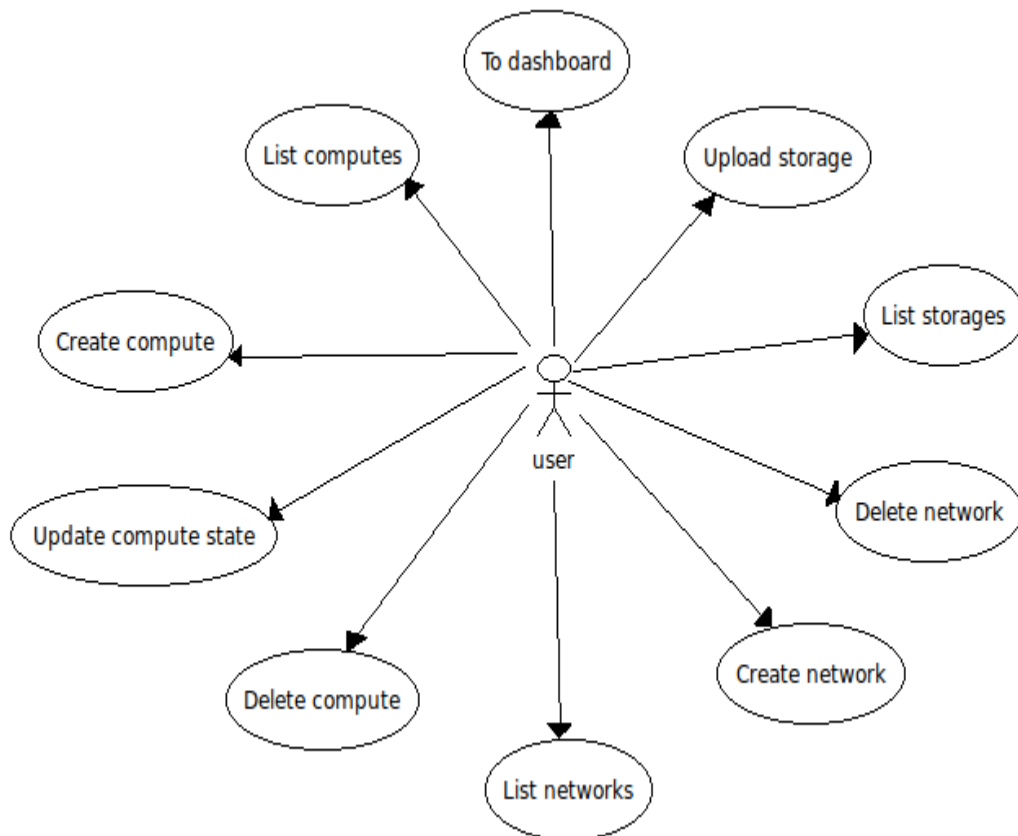 To dashboard
List computes
Upload storage
List storages
Create compute
user
Delete network
Update compute state
Create network
Delete compute
List networks